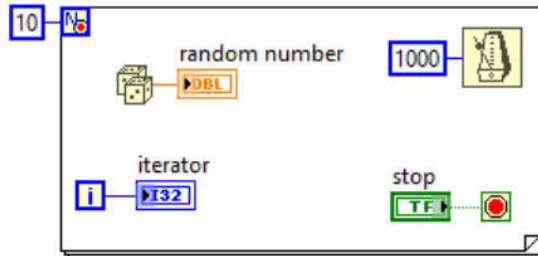 10 N
random number
1000
DBL
iterator
stop
i
I32
TF